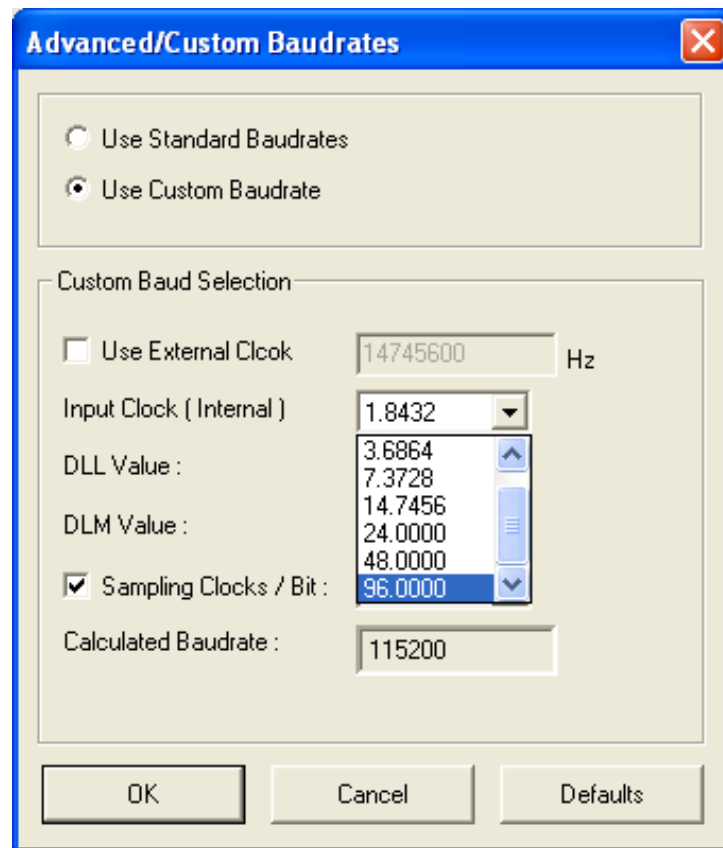 Advanced/Custom Baudrates
Use Standard Baudrates
Use Custom Baudrate
Custom Baud Selection
Use External Clcok 14745600 Hz
Input Clock ( Internal ) 1.8432
3.6864
DLL Value : 7.3728
14.7456
DLM Value : 24.0000
48.0000
Sampling Clocks / Bit : 96.0000
Calculated Baudrate : 115200
OK Cancel Defaults